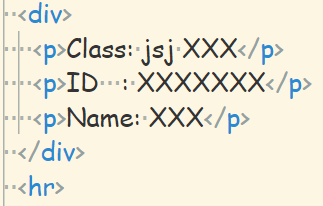 <div>
<p>Class: jsj XXX</p>
<p>ID   : XXXXXXX</p>
<p>Name: XXX</p>
</div>
<hr>